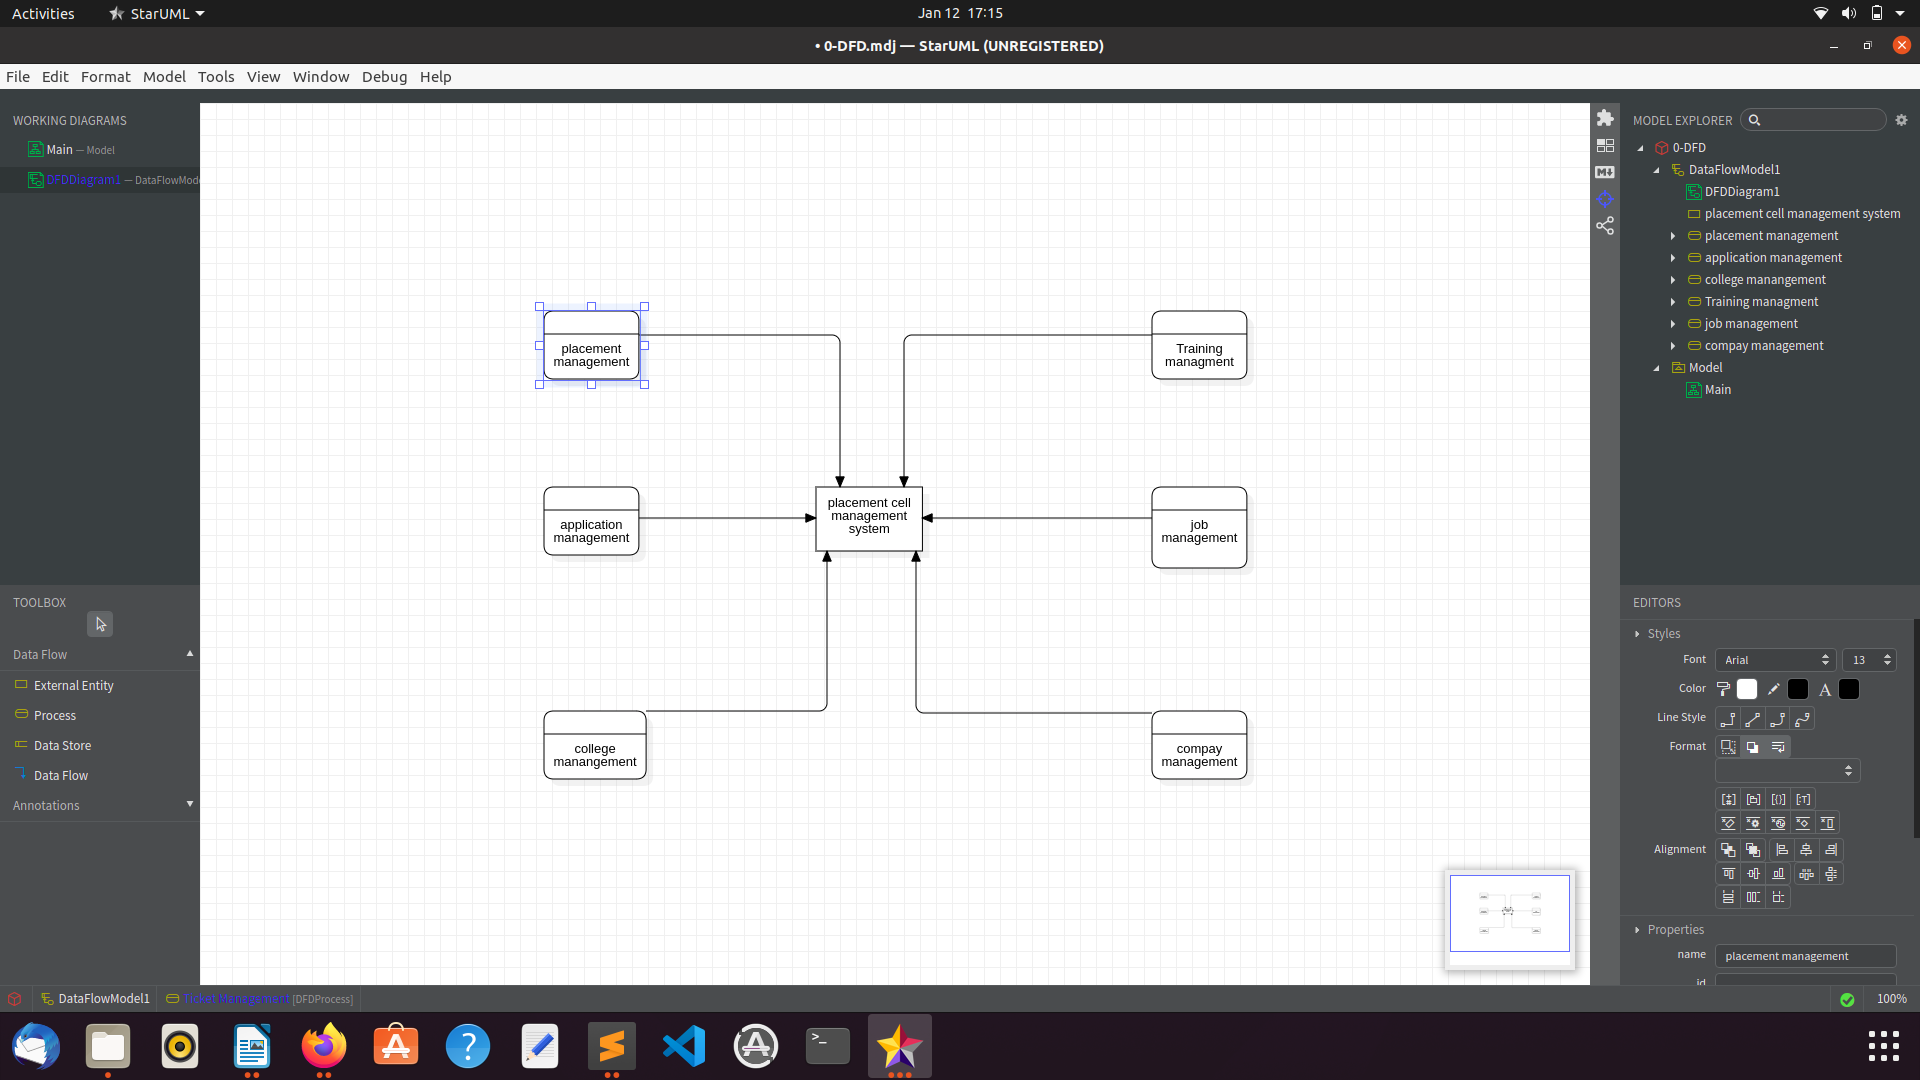 Activities
StarUML
Jan 12 17:15
• 0-DFD.mdj — StarUML (UNREGISTERED)
File Edit Format Model Tools View Window Debug Help
WORKING DIAGRAMS
Main — Model
DFDDiagram1 — DataFlowMode
TOOLBOX
Data Flow
External Entity
Process
Data Store
Data Flow
Annotations
placement
management
Training
managment
application
management
placement cell
management
system
job
management
college
manangement
compay
management
MODEL EXPLORER
0-DFD
DataFlowModel1
DFDDiagram1
placement cell management system
placement management
application management
college manangement
Training managment
job management
compay management
Model
Main
EDITORS
Styles
Font Arial 13
Color A
Line Style
Format
Alignment
Properties
name placement management
id
DataFlowModel1 Ticket Management [DFDProcess]
100%